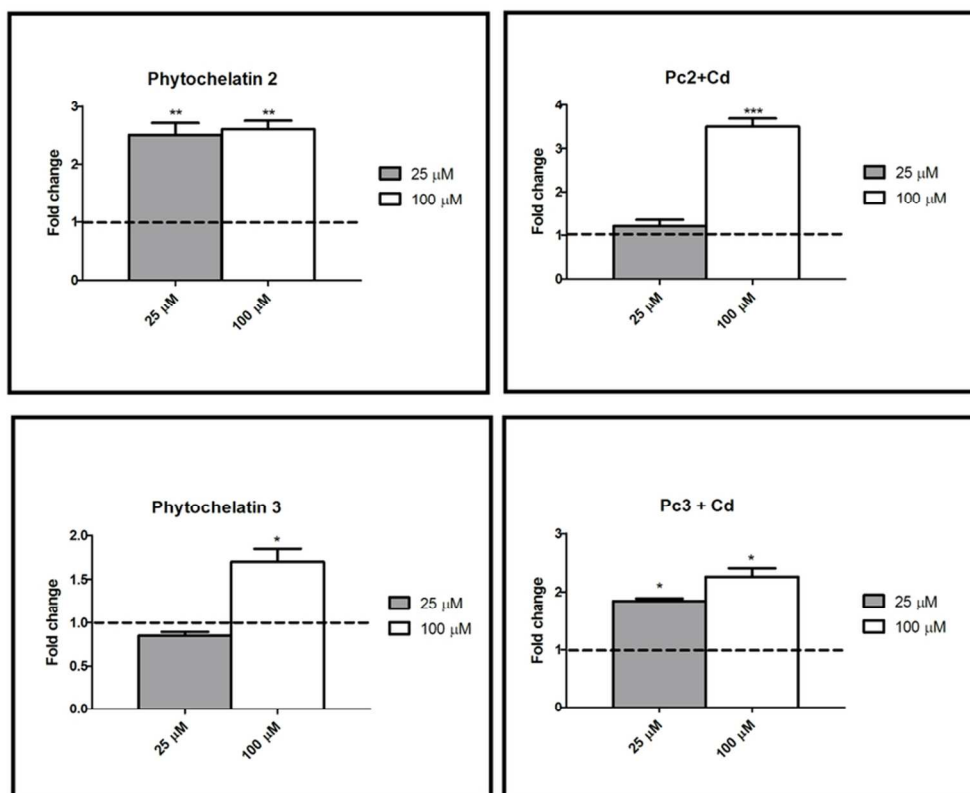 Phytochelatin 2
3
2
1
0
Fold change
**
**
25 μM
100 μM
25 μM
100 μM
Pc2+Cd
4
3
2
1
0
Fold change
***
25 μM
100 μM
25 μM
100 μM
Phytochelatin 3
2.0
1.5
1.0
0.5
0.0
Fold change
*
25 μM
100 μM
25 μM
100 μM
Pc3 + Cd
3
2
1
0
Fold change
*
*
25 μM
100 μM
25 μM
100 μM